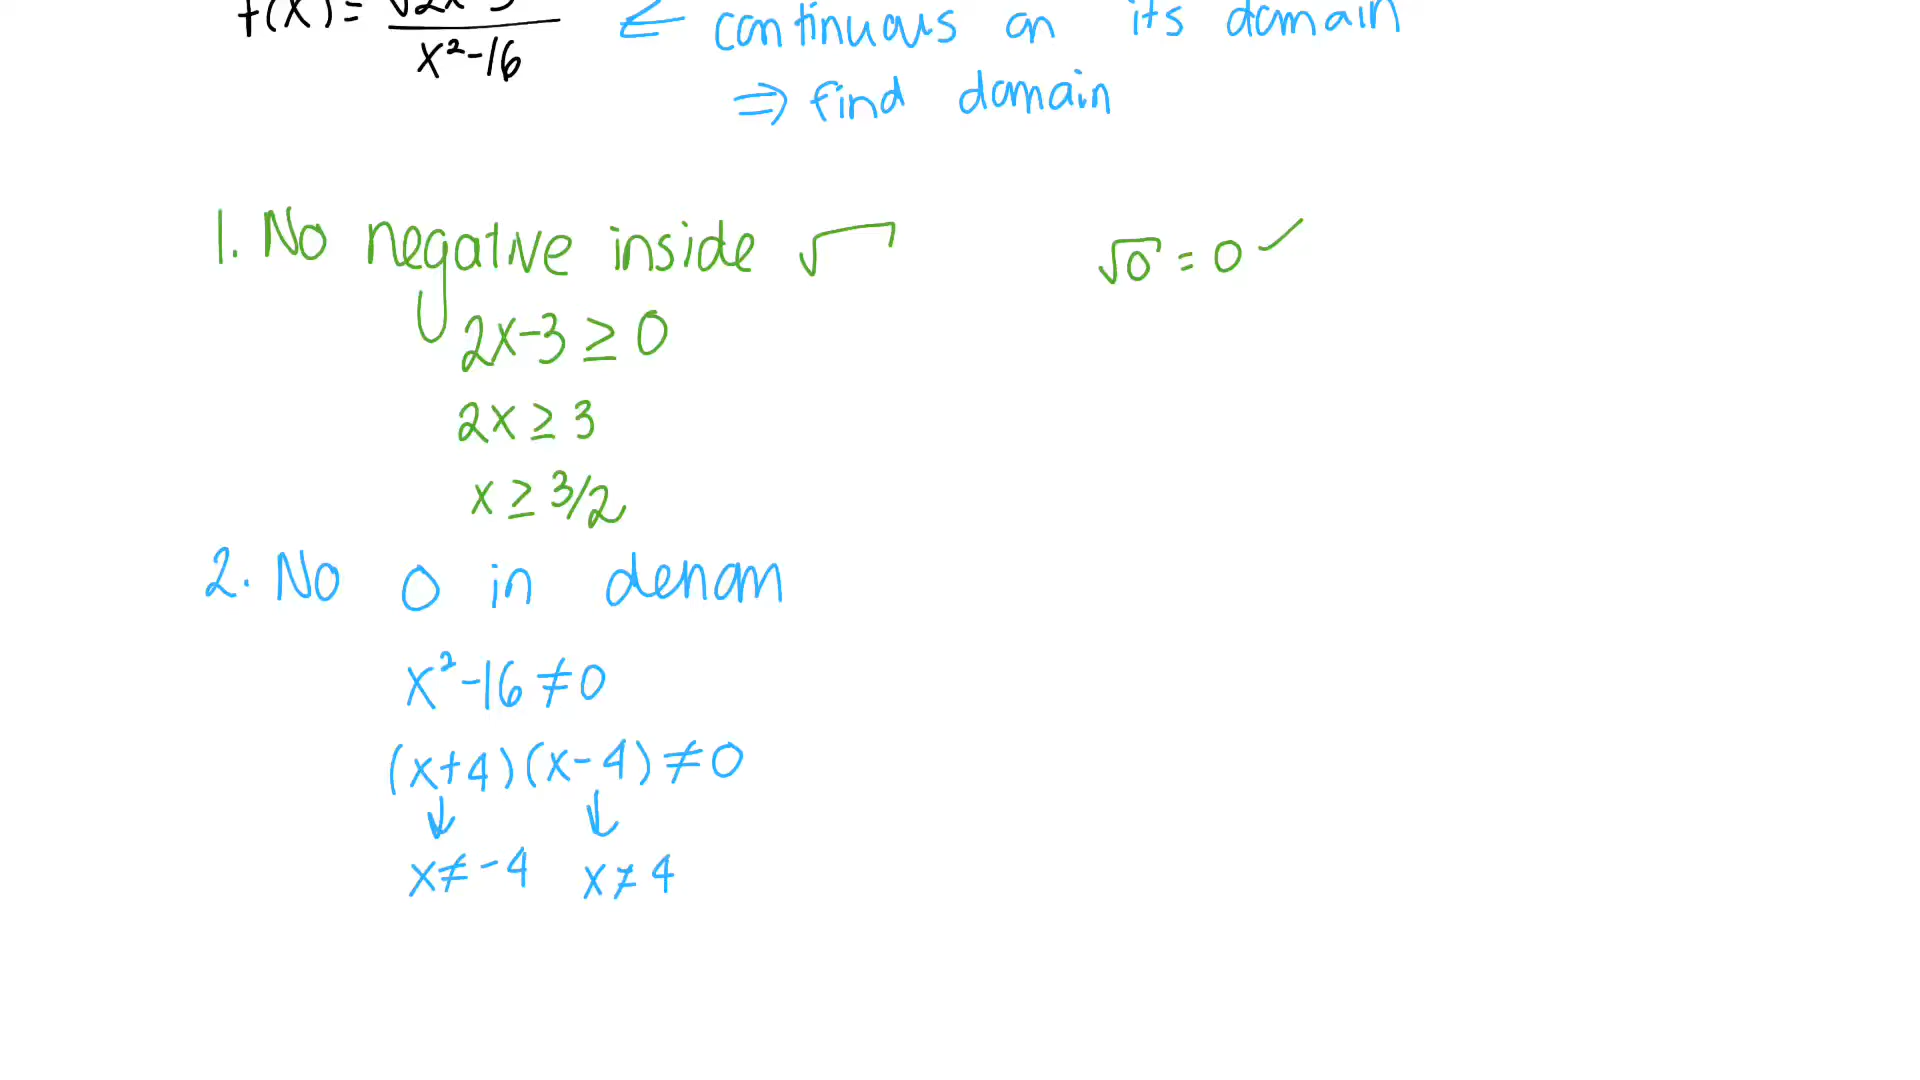 f(x) = √2x-3 / x²-16 ← continuous on its domain
⇒ find domain
1. No negative inside √
√0 = 0 ✓
2x-3 ≥ 0
2x ≥ 3
x ≥ 3/2
2. No 0 in denom
x²-16 ≠ 0
(x+4)(x-4) ≠ 0
↓ ↓
x ≠ -4 x ≠ 4